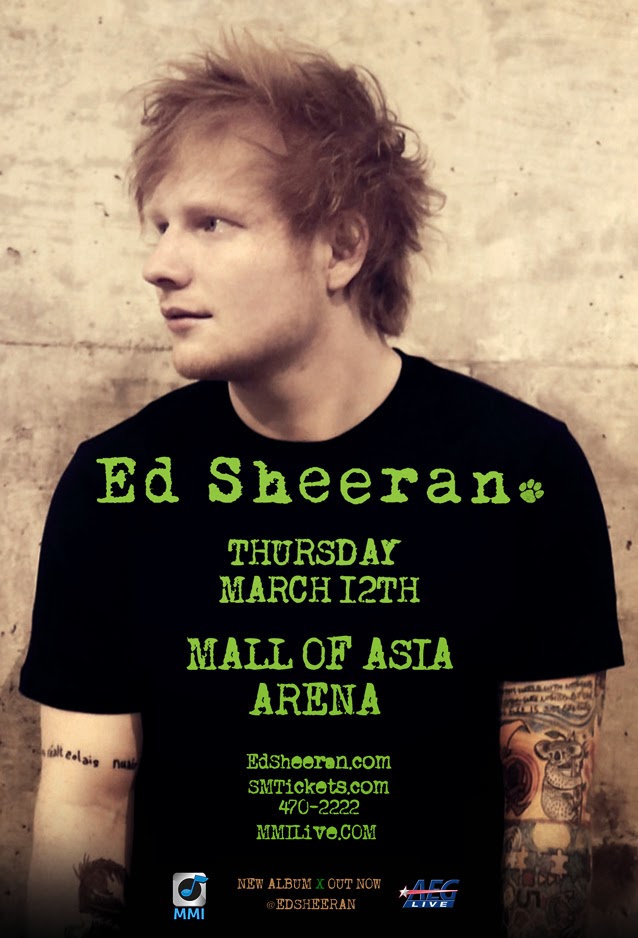 Ed Sheeran
THURSDAY
MARCH 12TH
MALL OF ASIA
ARENA
EdSheeran.com
SMTickets.com
470-2222
MMILive.COM
NEW ALBUM X OUT NOW
@EDSHEERAN
MMI
AEG
LIVE